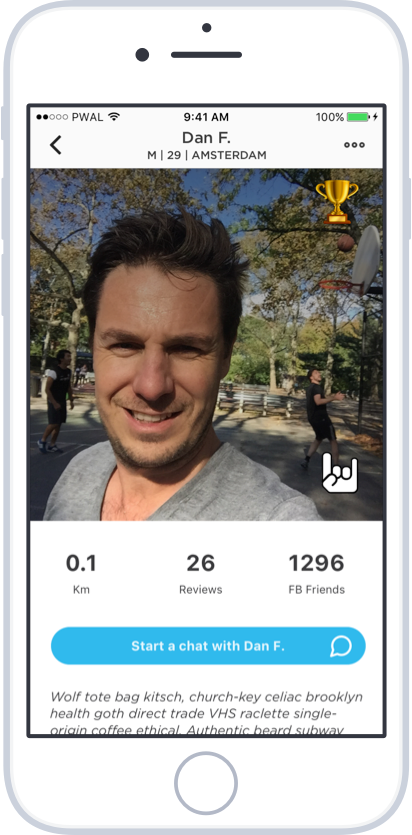 PWAL 9:41 AM 100%
Dan F.
M | 29 | AMSTERDAM
0.1 26 1296
Km Reviews FB Friends
Start a chat with Dan F.
Wolf tote bag kitsch, church-key celiac brooklyn
health goth direct trade VHS raclette single-
origin coffee ethical. Authentic beard subway